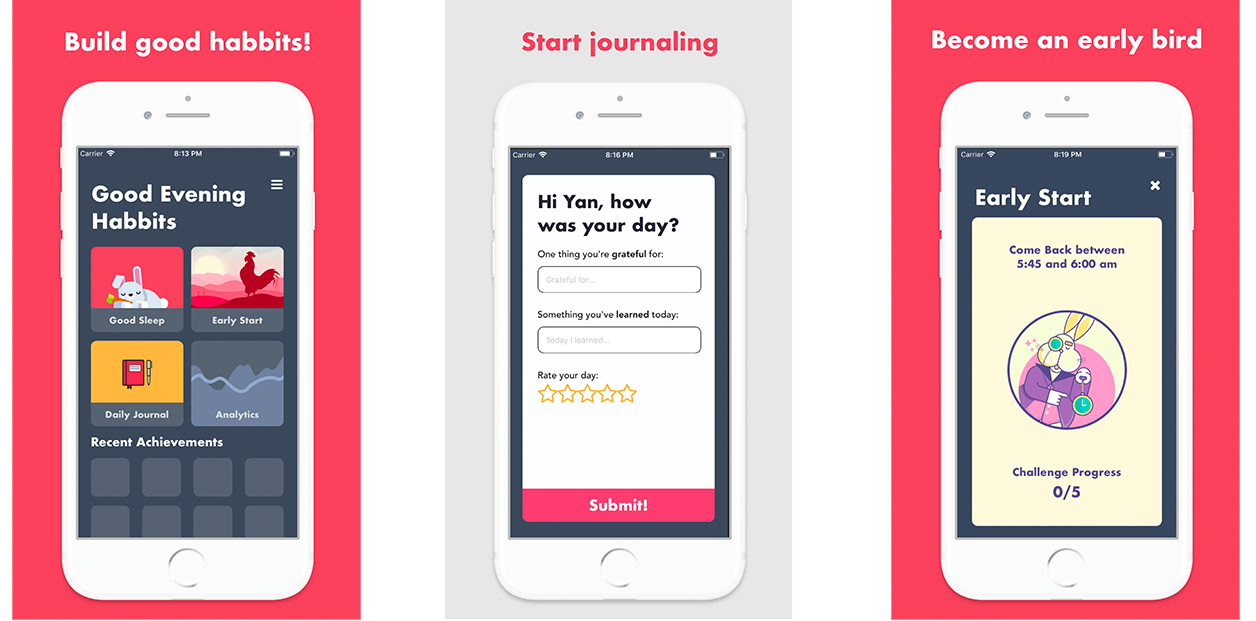 Build good habbits!
Carrier 8:13 PM
Good Evening
Habbits
Good Sleep Early Start
Daily Journal Analytics
Recent Achievements
Start journaling
Carrier 8:16 PM
Hi Yan, how
was your day?
One thing you're grateful for:
Grateful for...
Something you've learned today:
Today I learned...
Rate your day:
Submit!
Become an early bird
Carrier 8:19 PM
Early Start
Come Back between
5:45 and 6:00 am
Challenge Progress
0/5